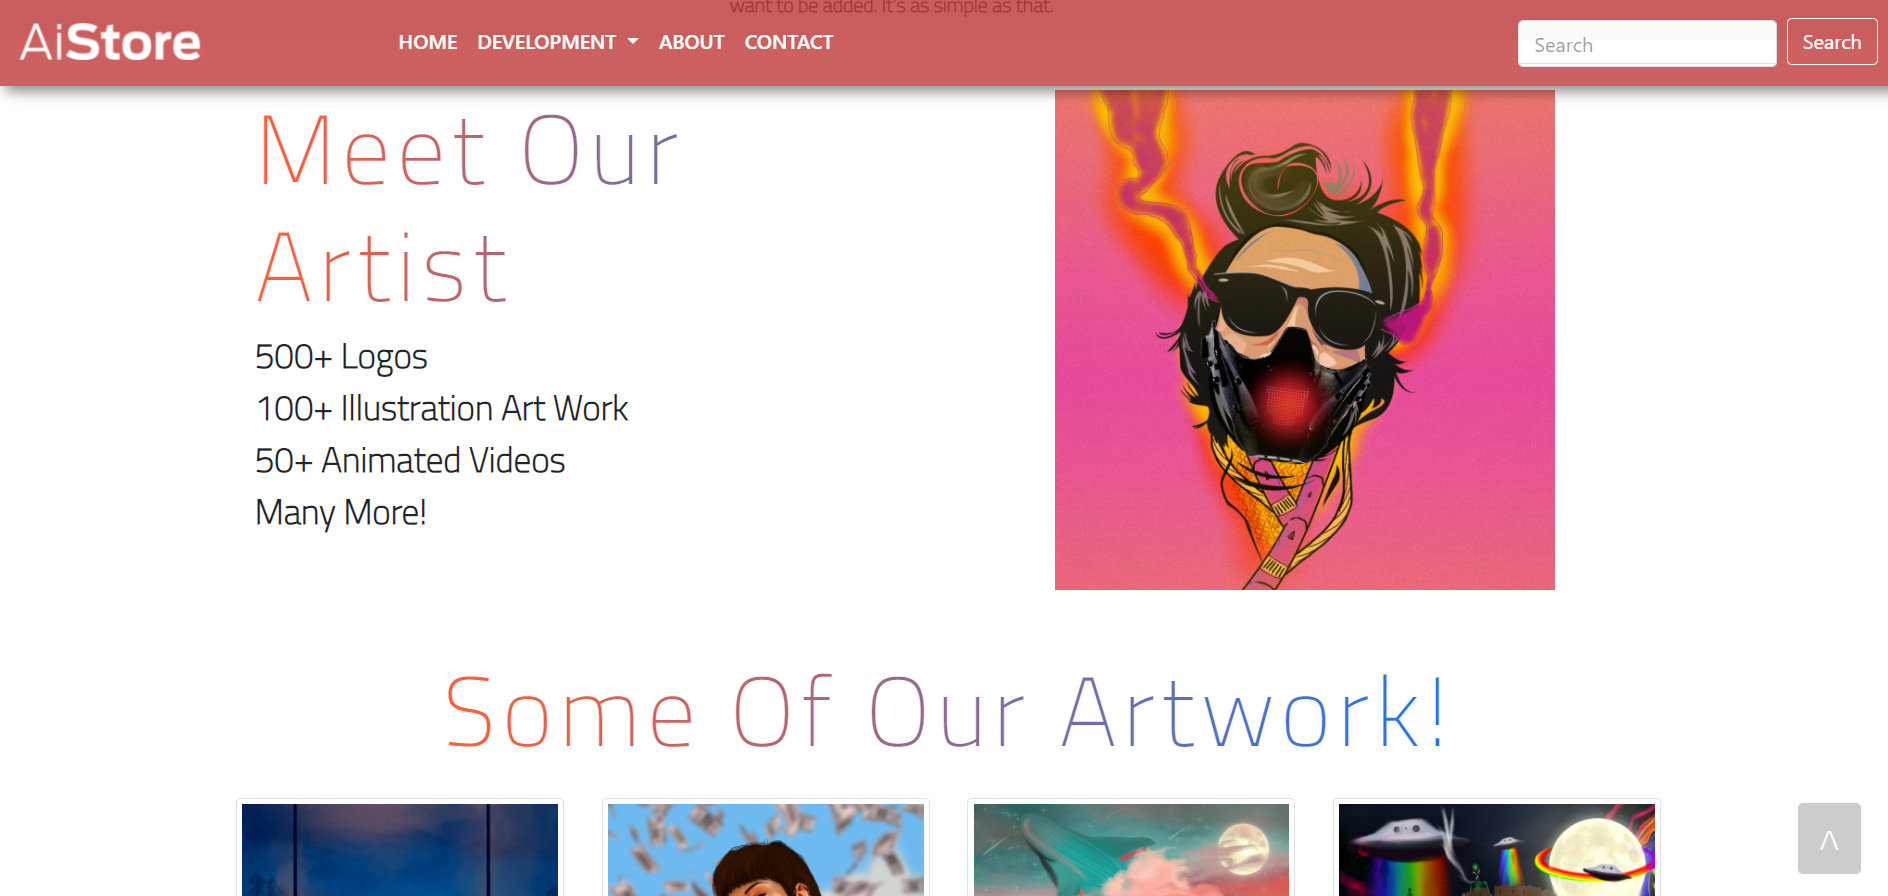 want to be added. It's as simple as that.
AiStore
HOME DEVELOPMENT ABOUT CONTACT
Search Search
Meet Our
Artist
500+ Logos
100+ Illustration Art Work
50+ Animated Videos
Many More!
Some Of Our Artwork!